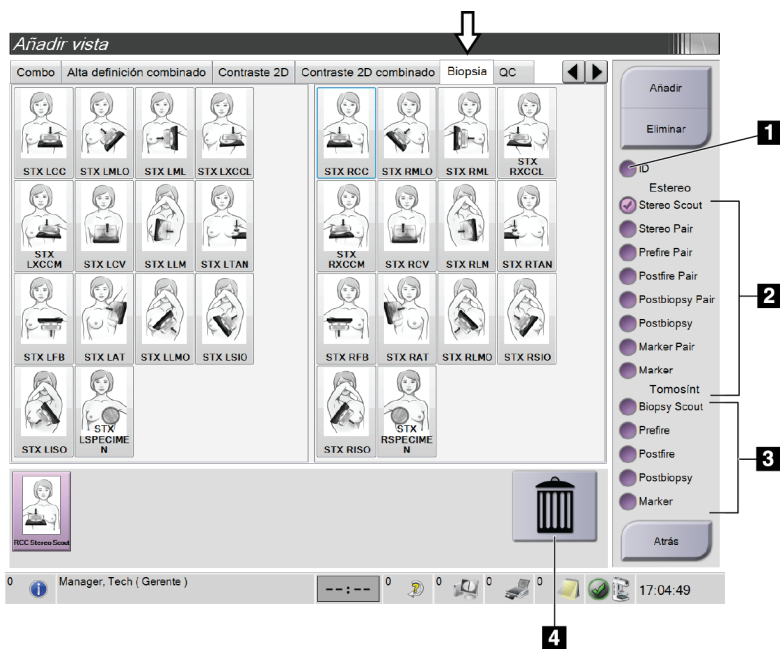 Añadir vista
Combo Alta definición combinado Contraste 2D Contraste 2D combinado Biopsia QC
STX LCC STX LMLO STX LML STX LXCCL
STX LXCCM STX LCV STX LLM STX LTAN
STX LFB STX LAT STX LLMO STX LSIO
STX LISO STX LSPECIMEN
STX RCC STX RMLO STX RML STX RXCCL
STX RXCCM STX RCV STX RLM STX RTAN
STX RFB STX RAT STX RLMO STX RSIO
STX RISO STX RSPECIMEN
Añadir
Eliminar
ID
Estereo
Stereo Scout
Stereo Pair
Prefire Pair
Postfire Pair
Postbiopsy Pair
Postbiopsy
Marker Pair
Marker
Tomosínt
Biopsy Scout
Prefire
Postfire
Postbiopsy
Marker
Atrás
1
2
3
RCC Stereo Scout
0 Manager, Tech ( Gerente ) --:-- 0 0 0 0 17:04:49
4